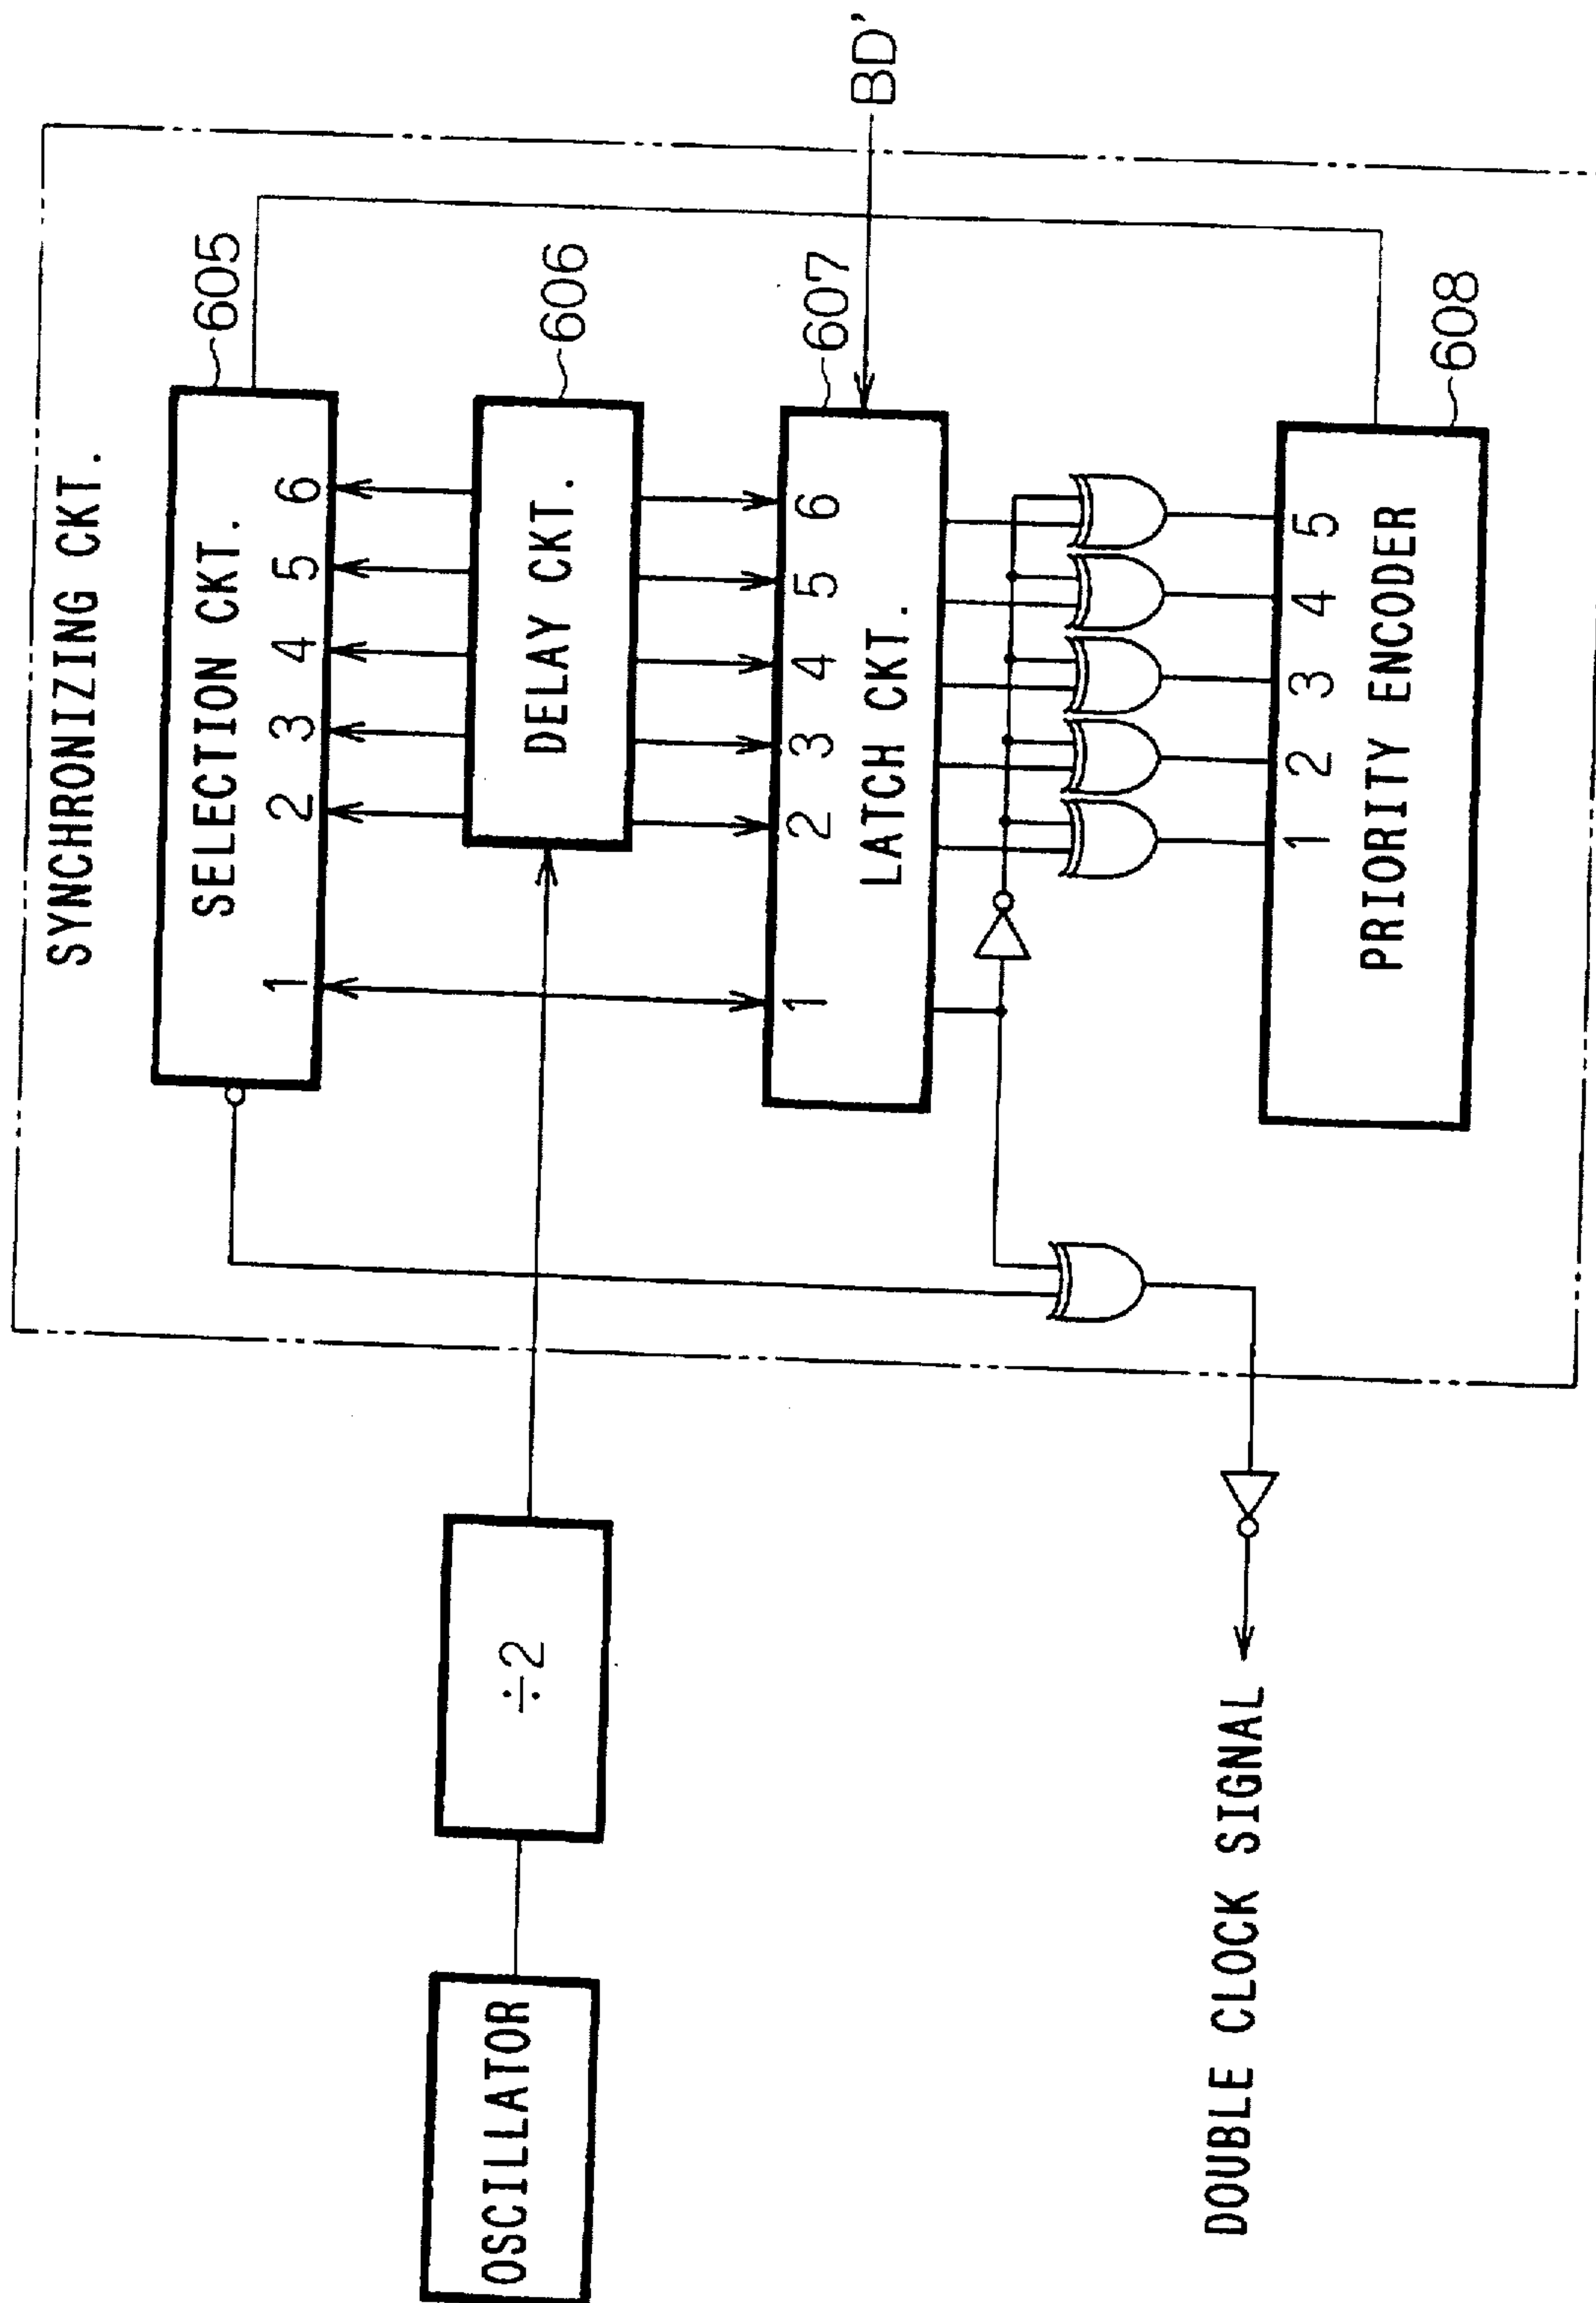 SYNCHRONIZING CKT.
SELECTION CKT.
605
1 2 3 4 5 6
DELAY CKT.
606
1 2 3 4 5 6
LATCH CKT.
607
BD'
1 2 3 4 5
PRIORITY ENCODER
608
OSCILLATOR
÷2
DOUBLE CLOCK SIGNAL